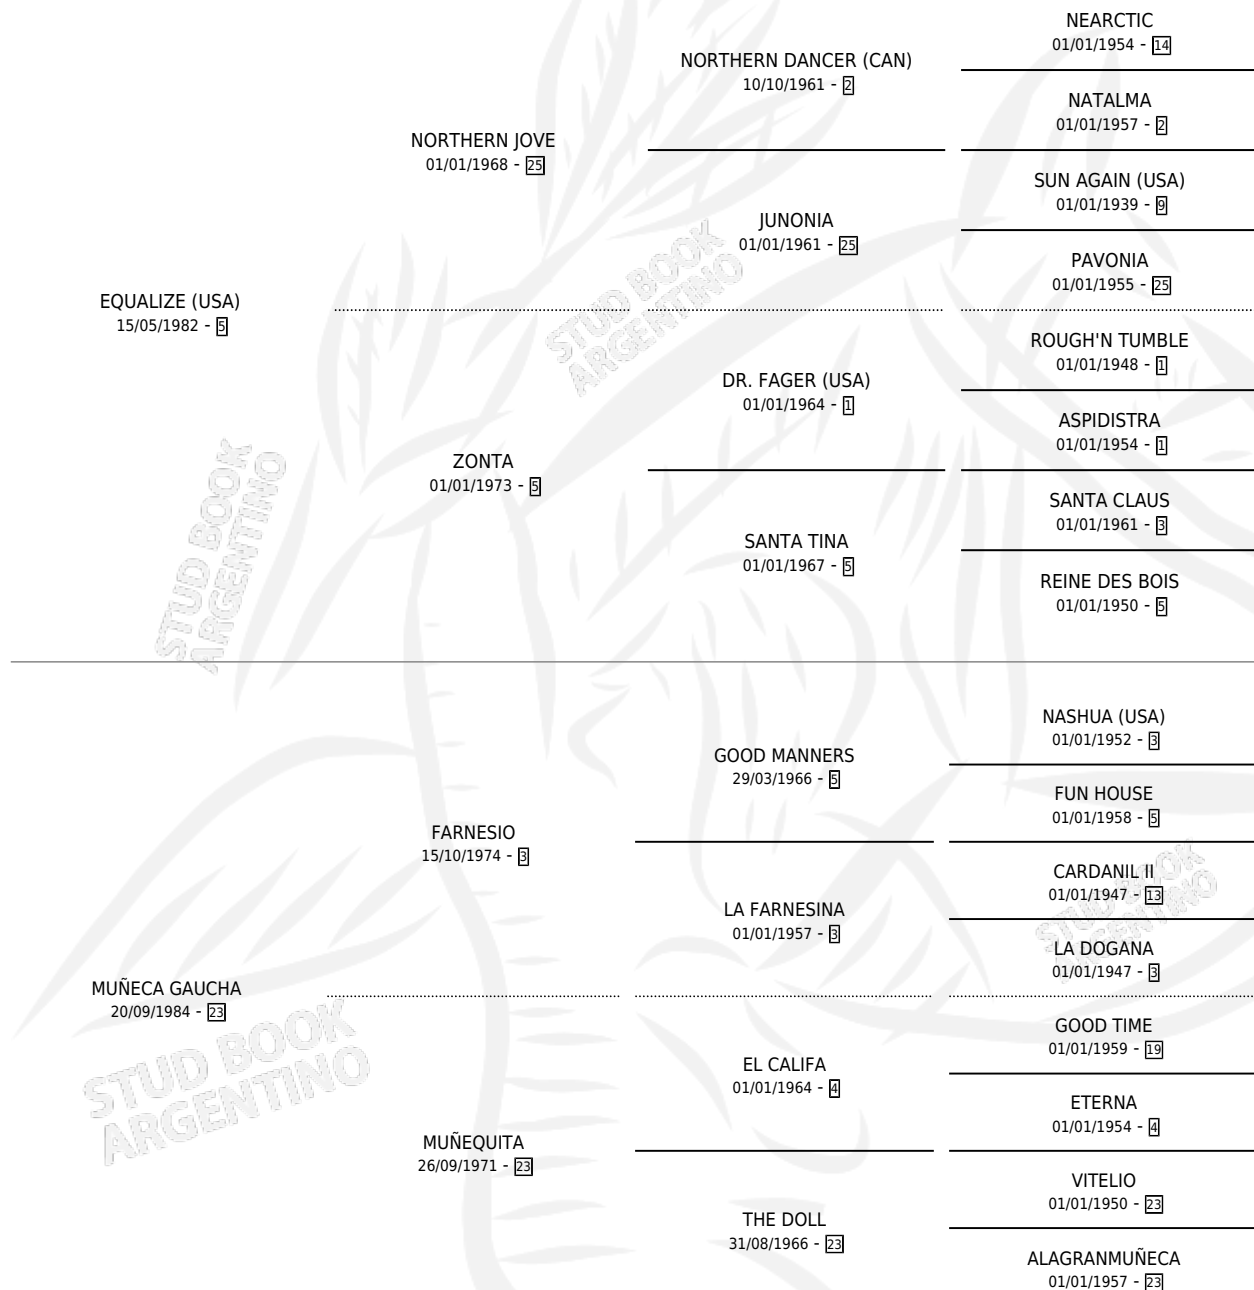 NEARCTIC
01/01/1954 - 14
NORTHERN DANCER (CAN)
10/10/1961 - 2
NATALMA
01/01/1957 - 2
NORTHERN JOVE
01/01/1968 - 25
SUN AGAIN (USA)
01/01/1939 - 9
JUNONIA
01/01/1961 - 25
PAVONIA
01/01/1955 - 25
STUD BOOK
ARGENTINO
EQUALIZE (USA)
15/05/1982 - 5
ROUGH'N TUMBLE
01/01/1948 - 1
DR. FAGER (USA)
01/01/1964 - 1
ASPIDISTRA
01/01/1954 - 1
ZONTA
01/01/1973 - 5
SANTA CLAUS
01/01/1961 - 3
SANTA TINA
01/01/1967 - 5
REINE DES BOIS
01/01/1950 - 5
STUD BOOK
ARGENTINO
NASHUA (USA)
01/01/1952 - 3
GOOD MANNERS
29/03/1966 - 5
FUN HOUSE
01/01/1958 - 5
FARNESIO
15/10/1974 - 3
CARDANIL II
01/01/1947 - 13
LA FARNESINA
01/01/1957 - 3
LA DOGANA
01/01/1947 - 3
STUD BOOK
ARGENTINO
MUÑECA GAUCHA
20/09/1984 - 23
GOOD TIME
01/01/1959 - 19
EL CALIFA
01/01/1964 - 4
ETERNA
01/01/1954 - 4
STUD BOOK
ARGENTINO
MUÑEQUITA
26/09/1971 - 23
VITELIO
01/01/1950 - 23
THE DOLL
31/08/1966 - 23
ALAGRANMUÑECA
01/01/1957 - 23